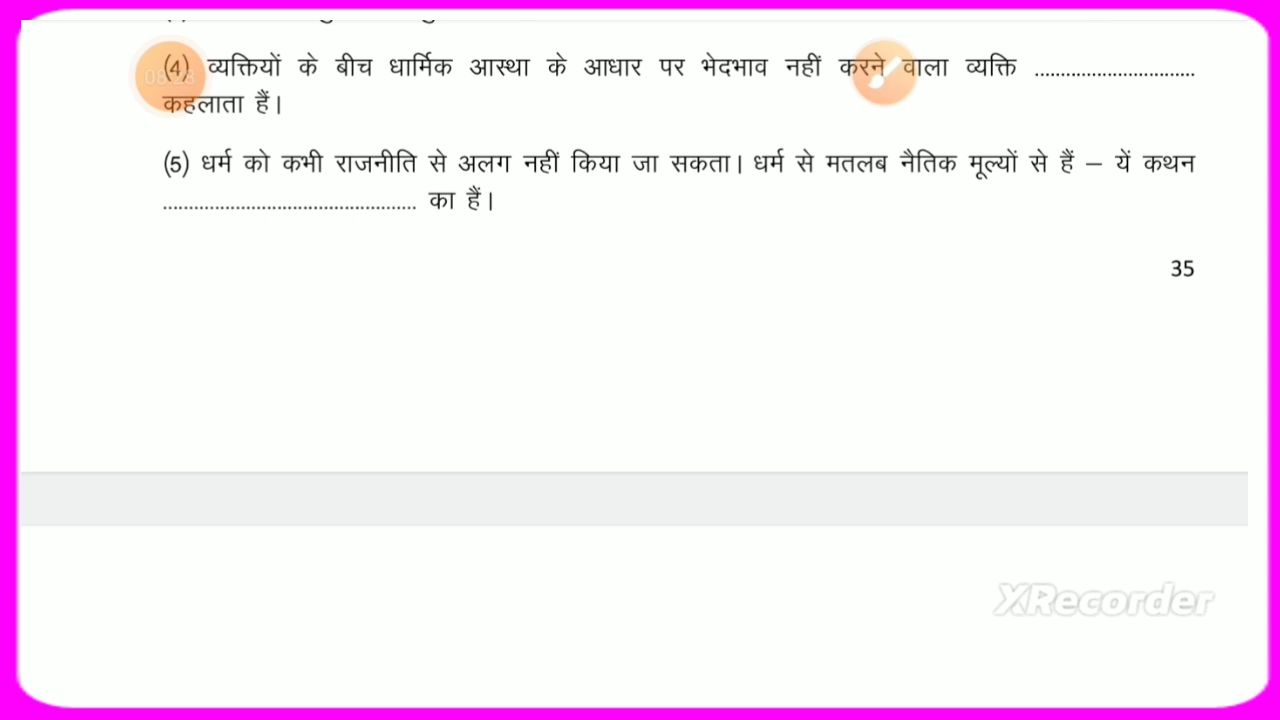 (4) व्यक्तियों के बीच धार्मिक आस्था के आधार पर भेदभाव नहीं करने वाला व्यक्ति ...............................
कहलाता हैं।
(5) धर्म को कभी राजनीति से अलग नहीं किया जा सकता। धर्म से मतलब नैतिक मूल्यों से हैं – यें कथन
................................................. का हैं।
35
XRecorder